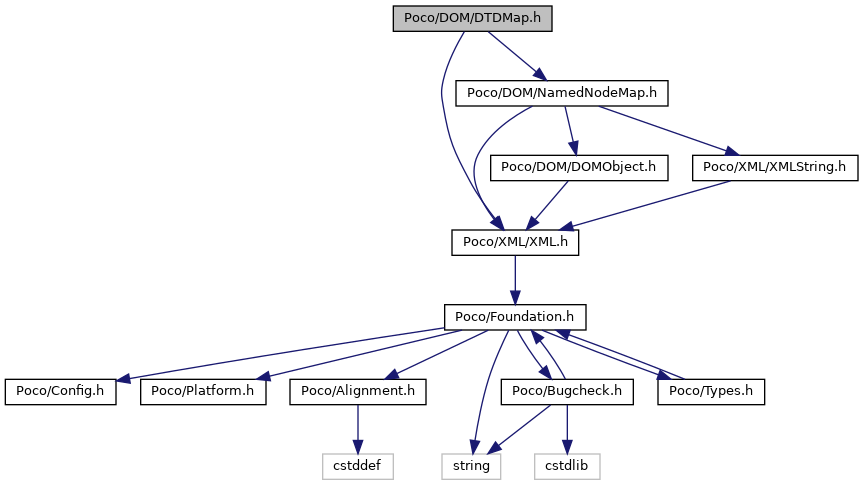 Poco/DOM/DTDMap.h
Poco/DOM/NamedNodeMap.h
Poco/DOM/DOMObject.h
Poco/XML/XMLString.h
Poco/XML/XML.h
Poco/Foundation.h
Poco/Config.h
Poco/Platform.h
Poco/Alignment.h
Poco/Bugcheck.h
Poco/Types.h
cstddef
string
cstdlib